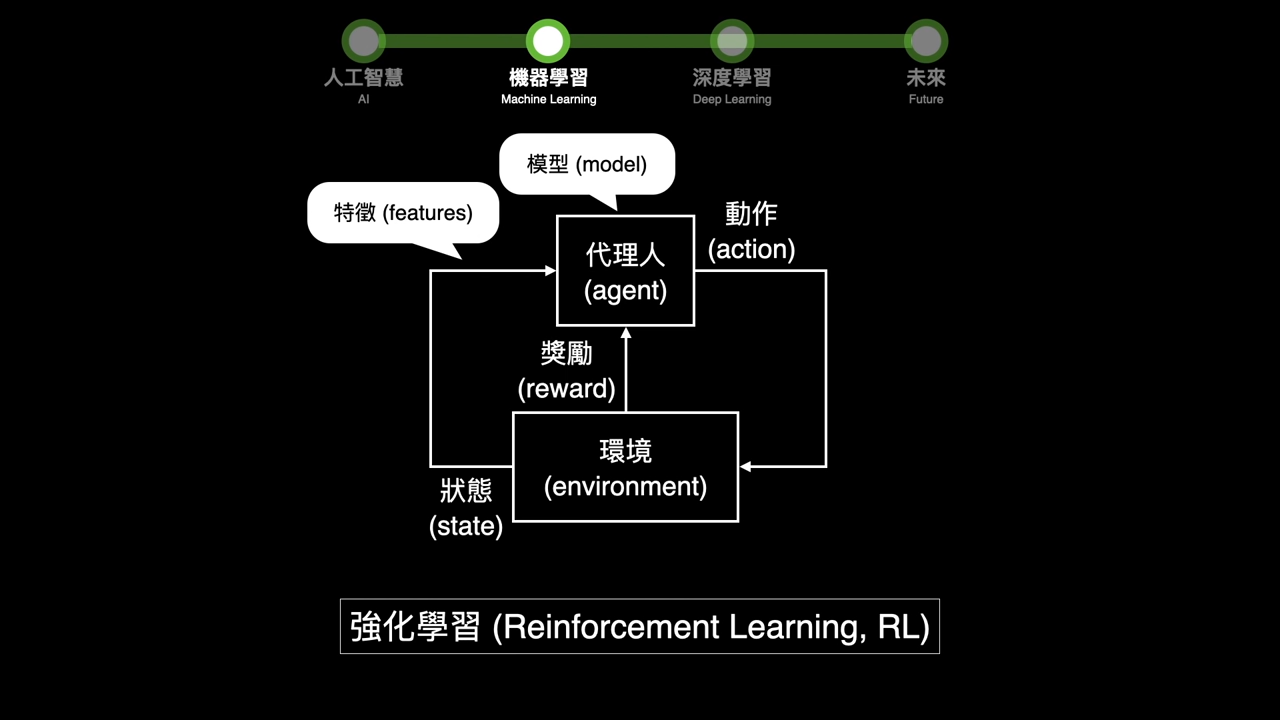 人工智慧
AI
機器學習
Machine Learning
深度學習
Deep Learning
未來
Future
模型 (model)
特徵 (features)
動作
(action)
代理人
(agent)
獎勵
(reward)
環境
(environment)
狀態
(state)
強化學習 (Reinforcement Learning, RL)